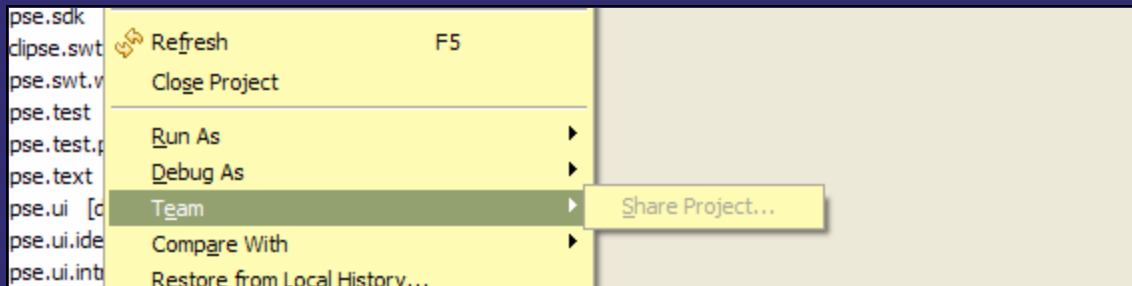 pse.sdk
clipse.swt
pse.swt.w
pse.test
pse.test.p
pse.text
pse.ui [d
pse.ui.ide
pse.ui.intr
Refresh F5
Close Project
Run As
Debug As
Team
Compare With
Restore from Local History...
Share Project...